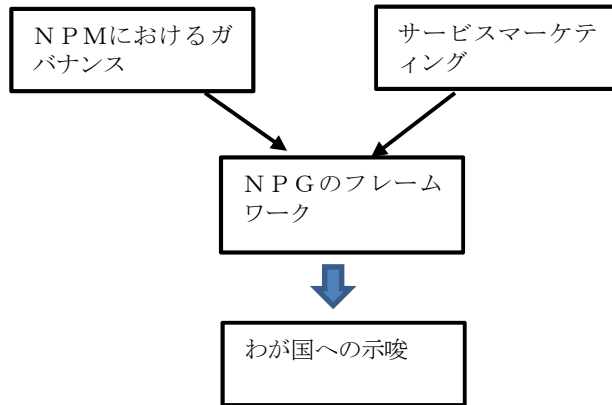 ＮＰＭにおけるガ
バナンス
サービスマーケテ
ィング
ＮＰＧのフレーム
ワーク
わが国への示唆